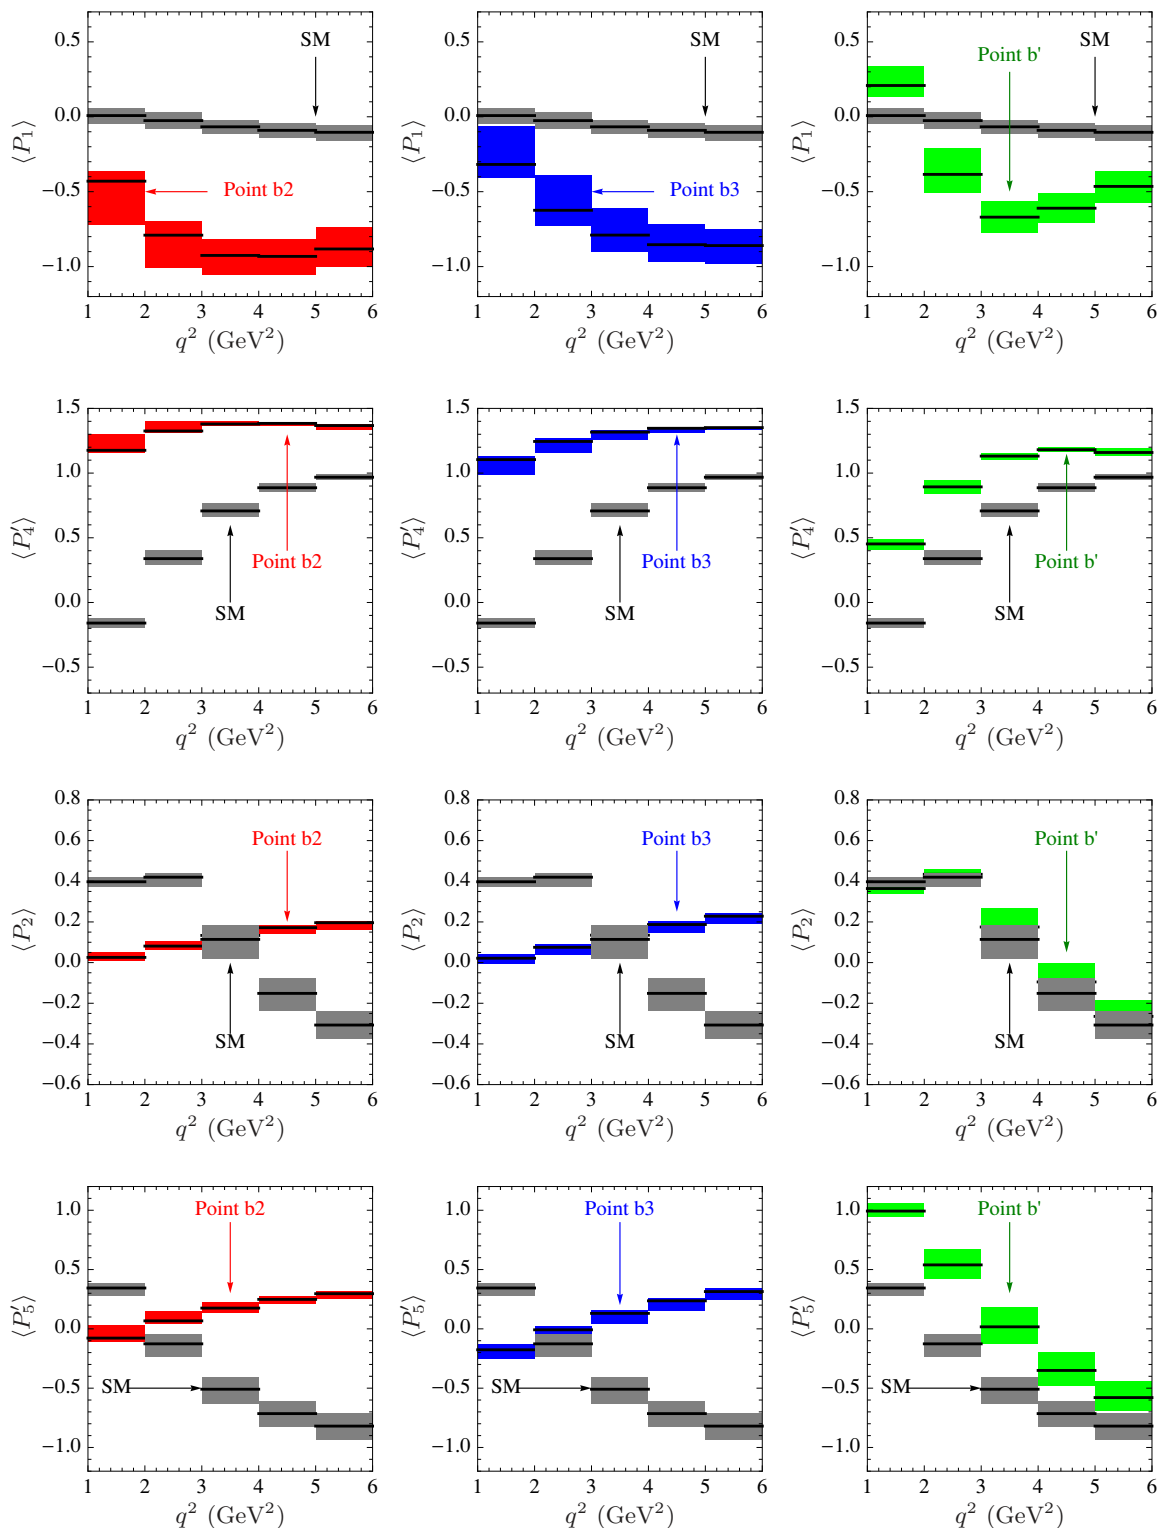 0.5
0.0
−0.5
−1.0
⟨P₁⟩
SM
Point b2
1 2 3 4 5 6
q² (GeV²)
0.5
0.0
−0.5
−1.0
⟨P₁⟩
SM
Point b3
1 2 3 4 5 6
q² (GeV²)
0.5
0.0
−0.5
−1.0
⟨P₁⟩
SM
Point b'
1 2 3 4 5 6
q² (GeV²)
1.5
1.0
0.5
0.0
−0.5
⟨P′₄⟩
Point b2
SM
1 2 3 4 5 6
q² (GeV²)
1.5
1.0
0.5
0.0
−0.5
⟨P′₄⟩
Point b3
SM
1 2 3 4 5 6
q² (GeV²)
1.5
1.0
0.5
0.0
−0.5
⟨P′₄⟩
Point b'
SM
1 2 3 4 5 6
q² (GeV²)
0.8
0.6
0.4
0.2
0.0
−0.2
−0.4
−0.6
⟨P₂⟩
Point b2
SM
1 2 3 4 5 6
q² (GeV²)
0.8
0.6
0.4
0.2
0.0
−0.2
−0.4
−0.6
⟨P₂⟩
Point b3
SM
1 2 3 4 5 6
q² (GeV²)
0.8
0.6
0.4
0.2
0.0
−0.2
−0.4
−0.6
⟨P₂⟩
Point b'
SM
1 2 3 4 5 6
q² (GeV²)
1.0
0.5
0.0
−0.5
−1.0
⟨P′₅⟩
Point b2
SM
1 2 3 4 5 6
q² (GeV²)
1.0
0.5
0.0
−0.5
−1.0
⟨P′₅⟩
Point b3
SM
1 2 3 4 5 6
q² (GeV²)
1.0
0.5
0.0
−0.5
−1.0
⟨P′₅⟩
Point b'
SM
1 2 3 4 5 6
q² (GeV²)